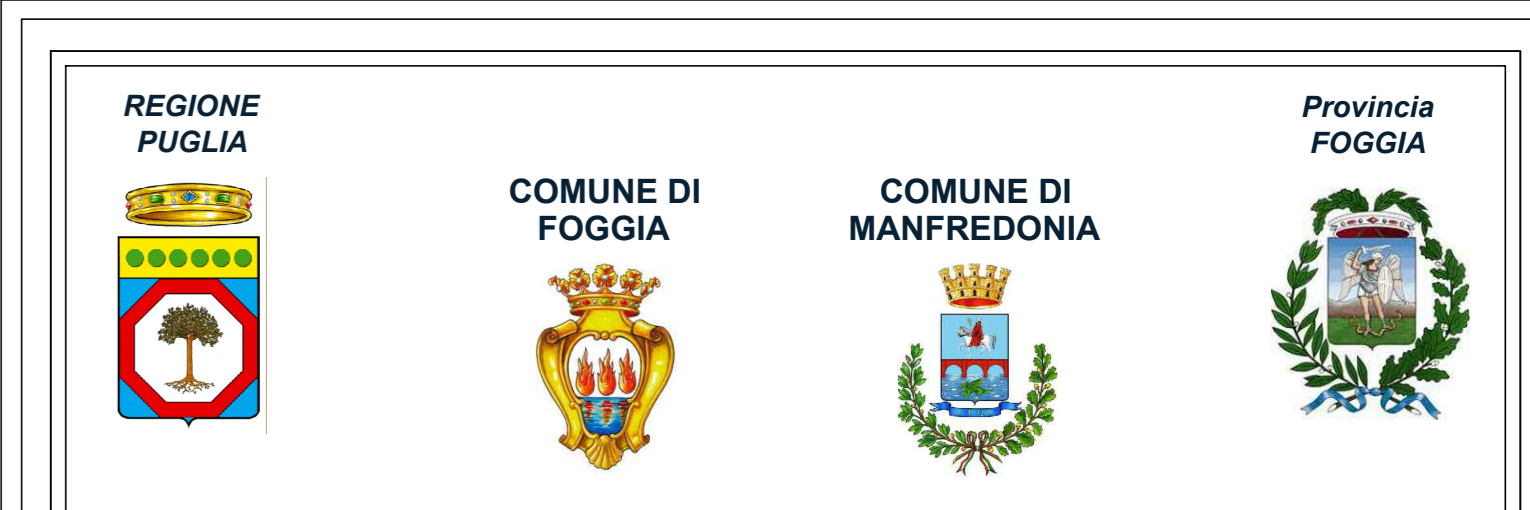 REGIONE
PUGLIA
Provincia
FOGGIA
COMUNE DI
FOGGIA
COMUNE DI
MANFREDONIA